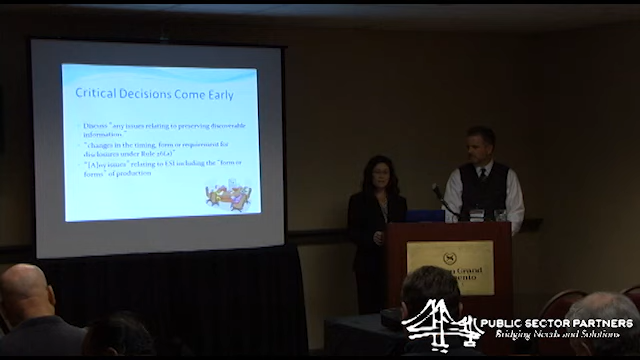 Critical Decisions Come Early
Discuss "any issues relating to preserving discoverable
information."
"changes in the timing, form or requirement for
disclosures under Rule 26(a)"
"[A]ny issues" relating to ESI including the "form or
forms" of production
Grand
PUBLIC SECTOR PARTNERS
Bridging Needs and Solutions